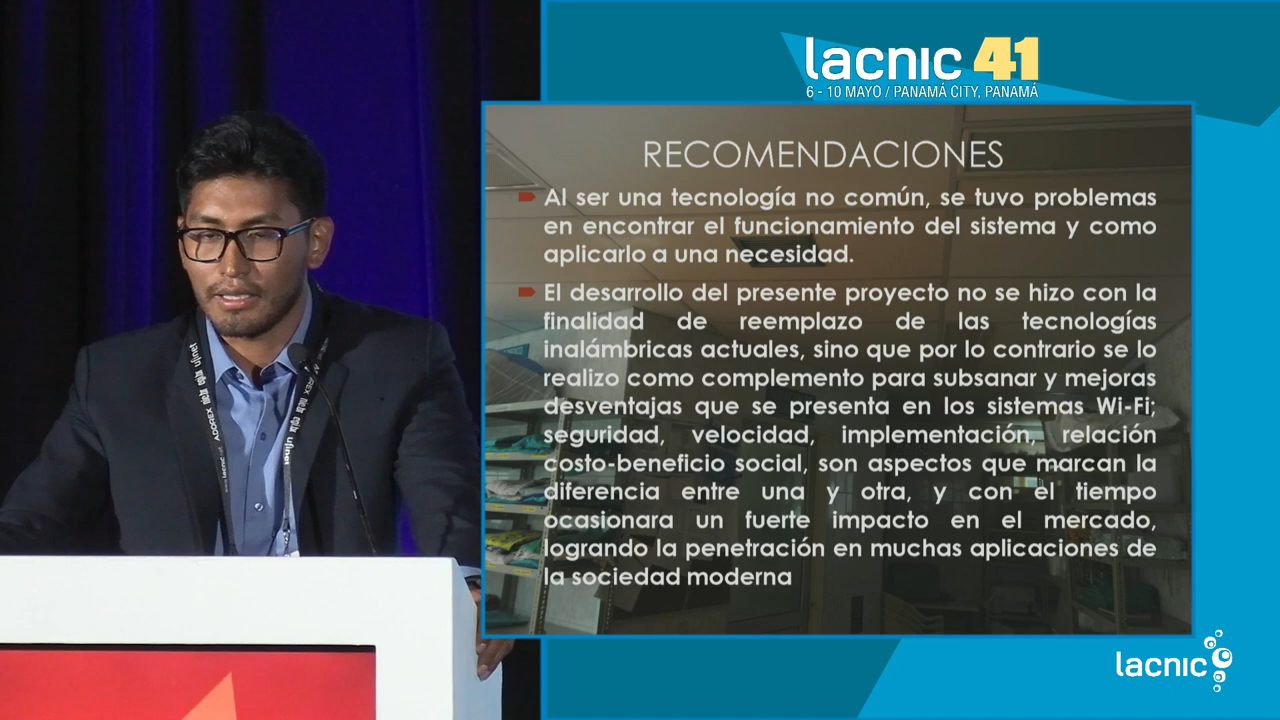 lacnic 41
6 - 10 MAYO / PANAMÁ CITY, PANAMÁ
RECOMENDACIONES
Al ser una tecnología no común, se tuvo problemas
en encontrar el funcionamiento del sistema y como
aplicarlo a una necesidad.
El desarrollo del presente proyecto no se hizo con la
finalidad de reemplazo de las tecnologías
inalámbricas actuales, sino que por lo contrario se lo
realizo como complemento para subsanar y mejoras
desventajas que se presenta en los sistemas Wi-Fi;
seguridad, velocidad, implementación, relación
costo-beneficio social, son aspectos que marcan la
diferencia entre una y otra, y con el tiempo
ocasionara un fuerte impacto en el mercado,
logrando la penetración en muchas aplicaciones de
la sociedad moderna
lacnic